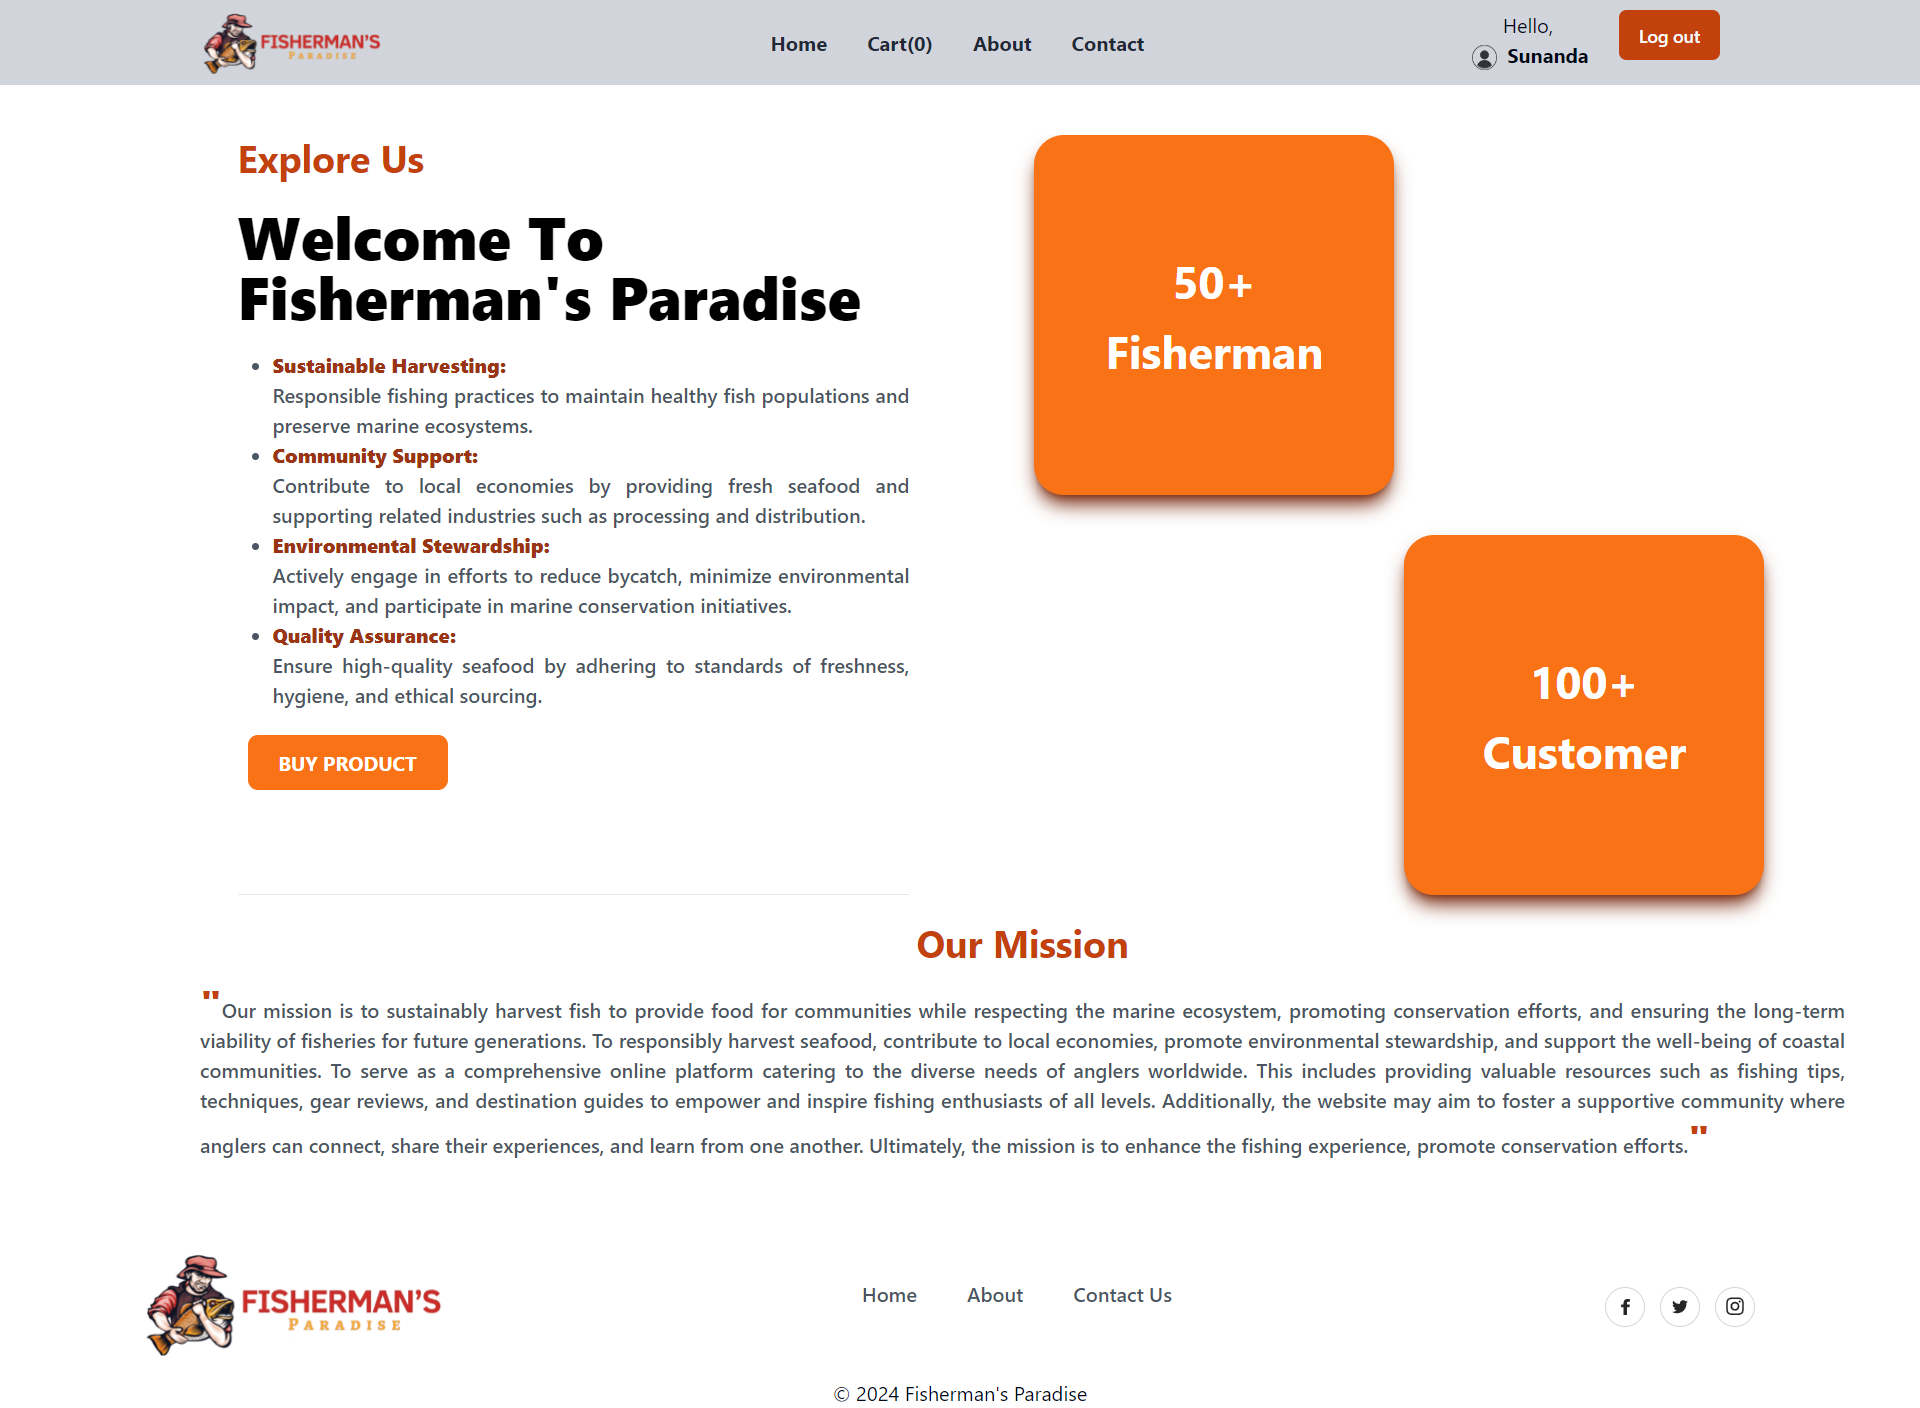 FISHERMAN'S
PARADISE
Home
Cart(0)
About
Contact
Hello,
Sunanda
Log out
Explore Us
Welcome To
Fisherman's Paradise
Sustainable Harvesting:
Responsible fishing practices to maintain healthy fish populations and
preserve marine ecosystems.
Community Support:
Contribute to local economies by providing fresh seafood and
supporting related industries such as processing and distribution.
Environmental Stewardship:
Actively engage in efforts to reduce bycatch, minimize environmental
impact, and participate in marine conservation initiatives.
Quality Assurance:
Ensure high-quality seafood by adhering to standards of freshness,
hygiene, and ethical sourcing.
BUY PRODUCT
50+
Fisherman
100+
Customer
Our Mission
"Our mission is to sustainably harvest fish to provide food for communities while respecting the marine ecosystem, promoting conservation efforts, and ensuring the long-term
viability of fisheries for future generations. To responsibly harvest seafood, contribute to local economies, promote environmental stewardship, and support the well-being of coastal
communities. To serve as a comprehensive online platform catering to the diverse needs of anglers worldwide. This includes providing valuable resources such as fishing tips,
techniques, gear reviews, and destination guides to empower and inspire fishing enthusiasts of all levels. Additionally, the website may aim to foster a supportive community where
anglers can connect, share their experiences, and learn from one another. Ultimately, the mission is to enhance the fishing experience, promote conservation efforts."
FISHERMAN'S
PARADISE
Home
About
Contact Us
© 2024 Fisherman's Paradise